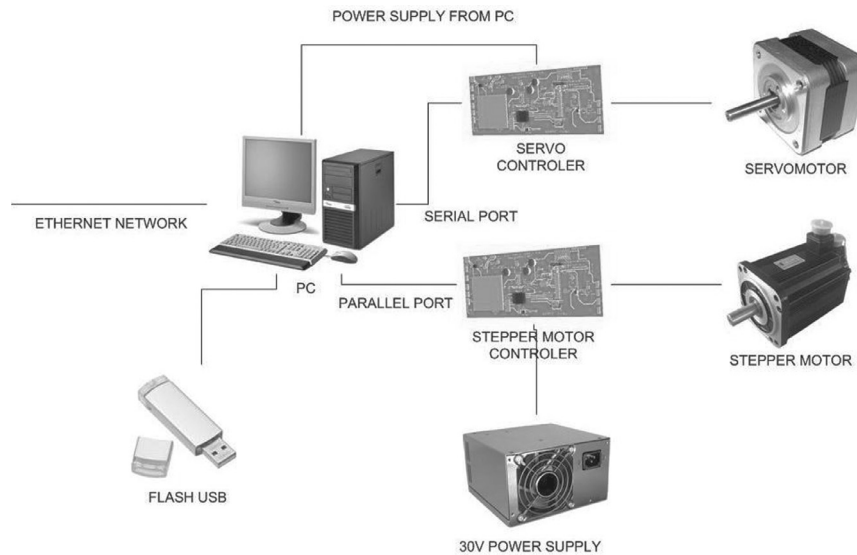 POWER SUPPLY FROM PC
SERVO
CONTROLER
SERVOMOTOR
ETHERNET NETWORK
SERIAL PORT
PC
PARALLEL PORT
STEPPER MOTOR
CONTROLER
STEPPER MOTOR
FLASH USB
30V POWER SUPPLY